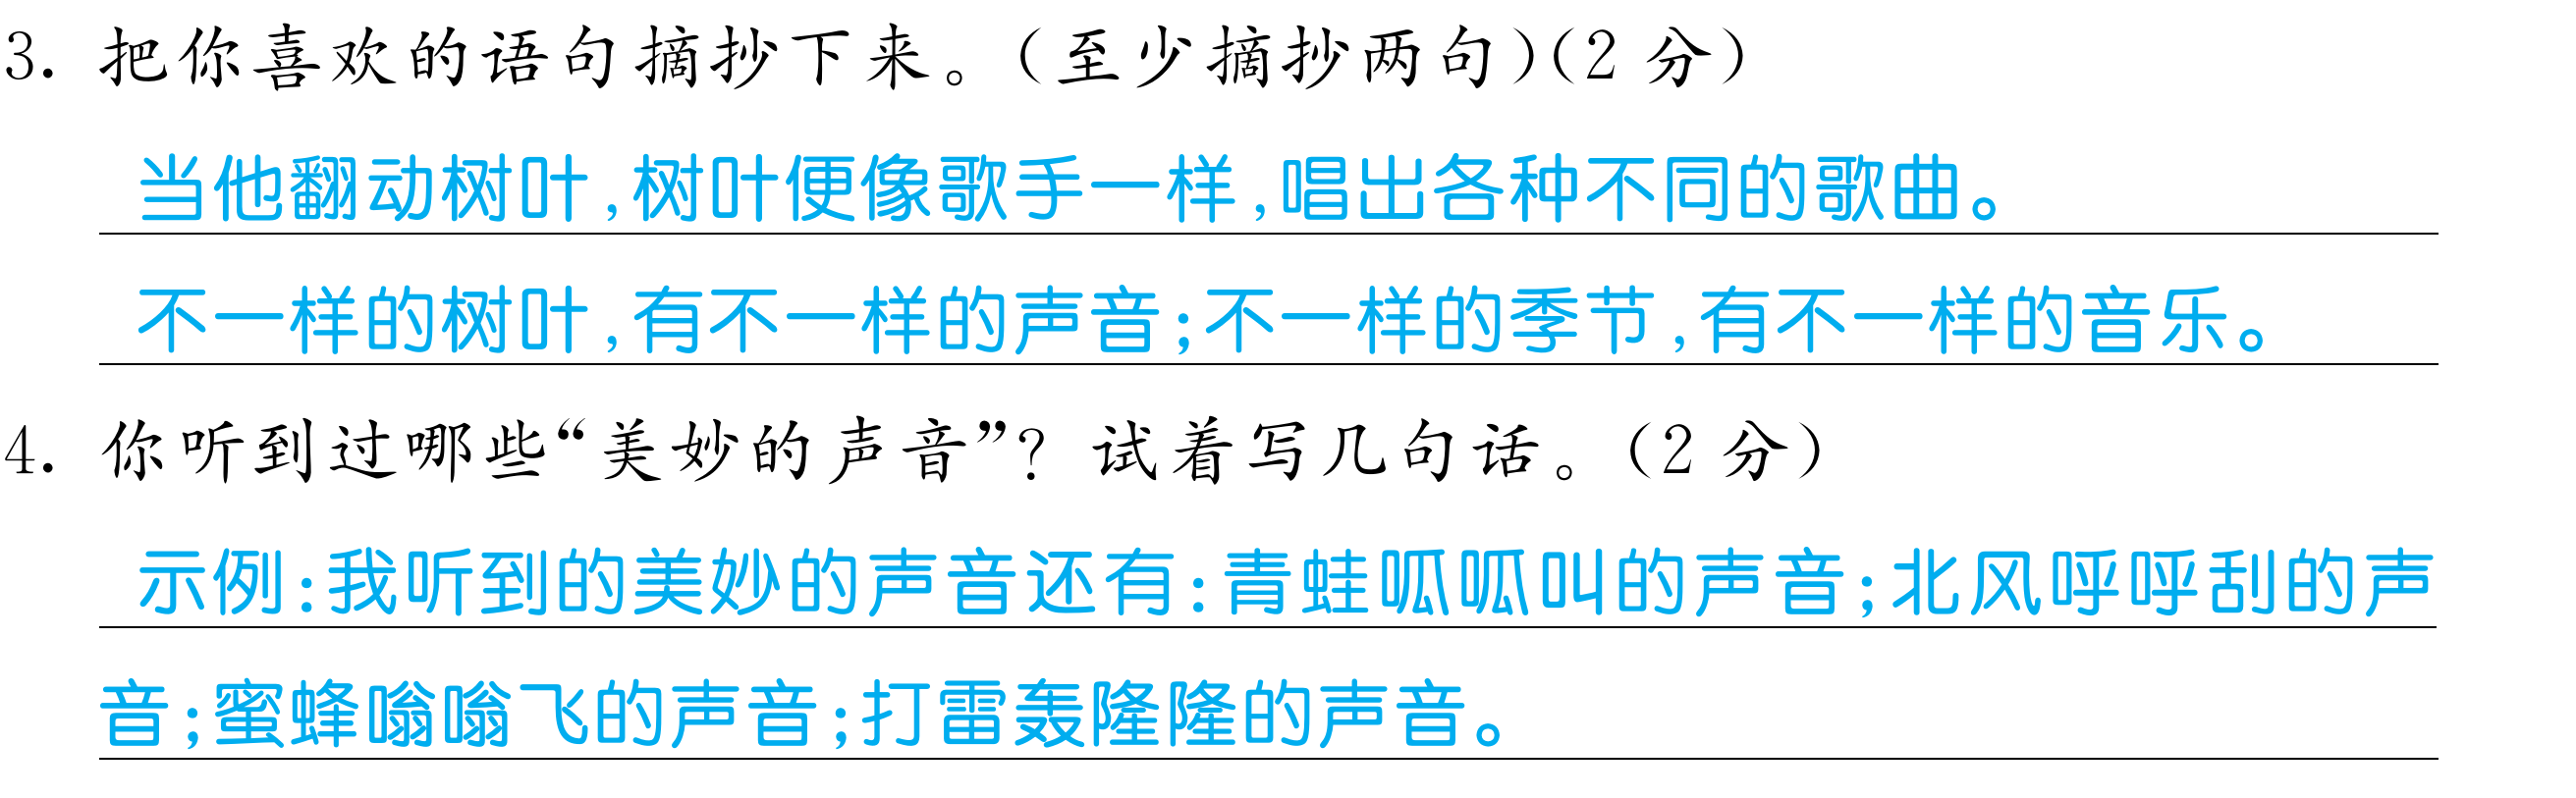 3. 把你喜欢的语句摘抄下来。(至少摘抄两句)(2 分)
当他翻动树叶,树叶便像歌手一样,唱出各种不同的歌曲。
不一样的树叶,有不一样的声音;不一样的季节,有不一样的音乐。
4. 你听到过哪些“美妙的声音”? 试着写几句话。(2 分)
示例:我听到的美妙的声音还有:青蛙呱呱叫的声音;北风呼呼刮的声
音;蜜蜂嗡嗡飞的声音;打雷轰隆隆的声音。